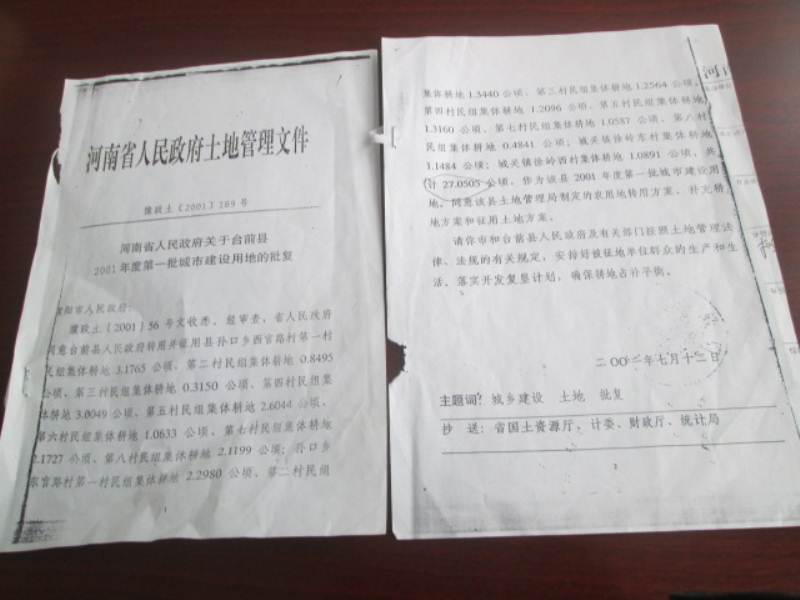 河南省人民政府土地管理文件
豫政土〔2001〕189号
河南省人民政府关于台前县
2001年度第一批城市建设用地的批复
阳市人民政府:
濮政土〔2001〕56号文收悉。经审查,省人民政府
同意台前县人民政府转用并征用县孙口乡西官路村第一村
民组集体耕地3.1765公顷、第二村民组集体耕地0.8495
公顷、第三村民组集体耕地0.3150公顷、第四村民组集
体耕地3.0049公顷、第五村民组集体耕地2.6044公顷、
第六村民组集体耕地1.0633公顷、第七村民组集体耕地
2.1727公顷、第八村民组集体耕地2.1199公顷;孙口乡
东官路村第一村民组集体耕地2.2980公顷、第二村民组
集体耕地1.3440公顷、第三村民组集体耕地1.2564公顷、
第四村民组集体耕地1.2096公顷、第五村民组集体耕地
1.3160公顷、第七村民组集体耕地1.0587公顷、第八村
民组集体耕地0.4841公顷;城关镇徐岭东村集体耕地
1.1484公顷;城关镇徐岭西村集体耕地1.0891公顷,共
计27.0505公顷,作为该县2001年度第一批城市建设用
地。同意该县土地管理局制定的农用地转用方案、补充耕
地方案和征用土地方案。
请你市和台前县人民政府及有关部门按照土地管理法
律、法规的有关规定,安排好被征地单位群众的生产和生
活。落实开发复垦计划,确保耕地占补平衡。
二〇〇二年七月十二日
主题词:城乡建设 土地 批复
抄 送:省国土资源厅、计委、财政厅、统计局
河